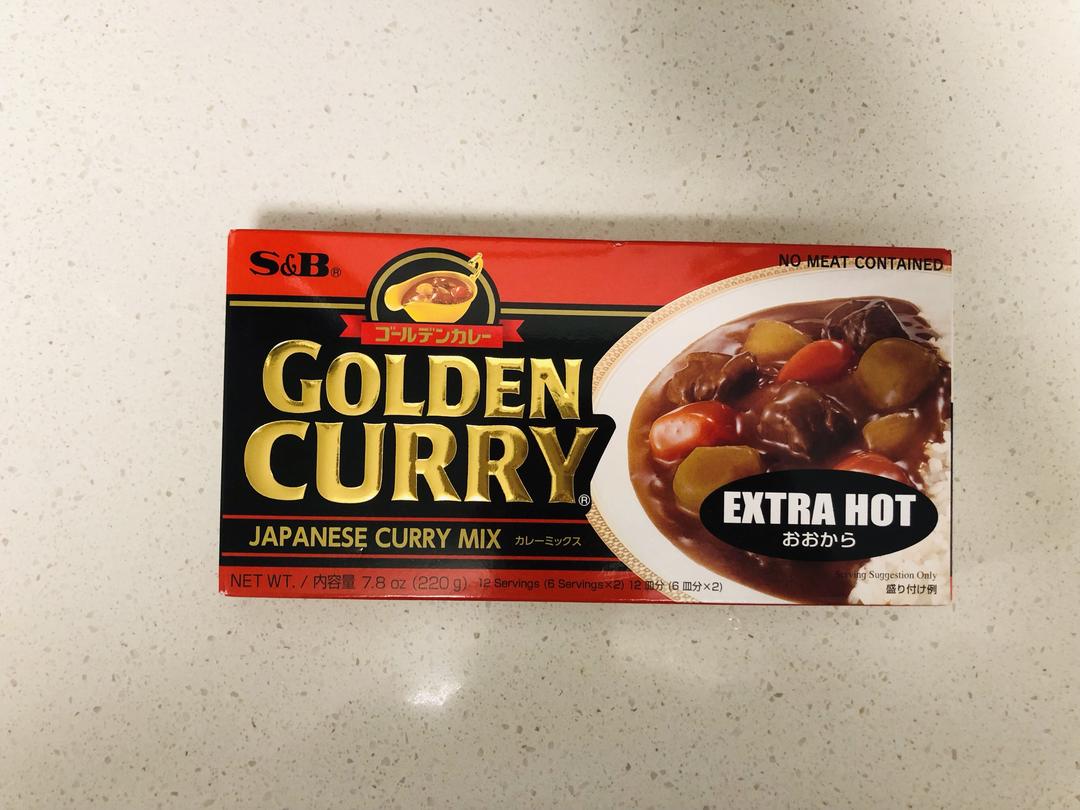 S&B®
NO MEAT CONTAINED
ゴールデンカレー
GOLDEN
CURRY®
EXTRA HOT
おおから
JAPANESE CURRY MIX カレーミックス
Serving Suggestion Only
盛り付け例
NET WT. / 内容量 7.8 oz (220 g) 12 Servings (6 Servings×2) 12 皿分 (6 皿分×2)